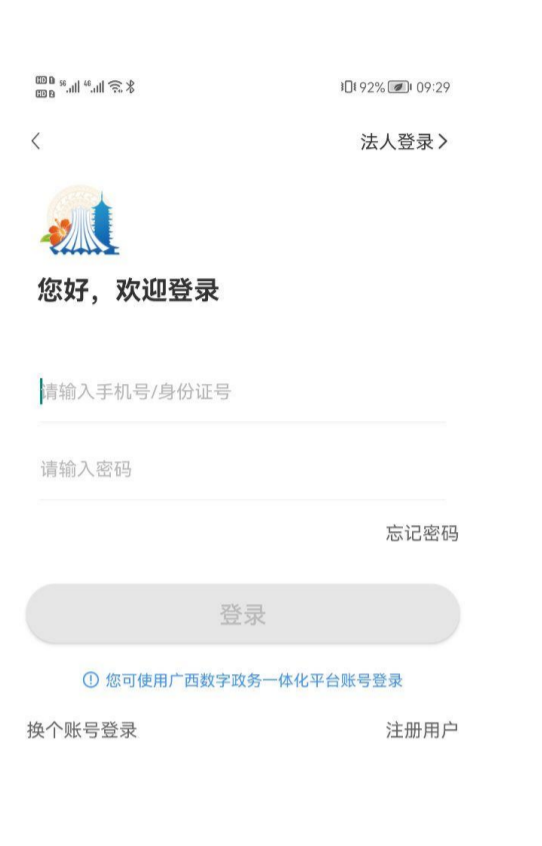 92% 09:29
法人登录
您好，欢迎登录
请输入手机号/身份证号
请输入密码
忘记密码
登录
您可使用广西数字政务一体化平台账号登录
换个账号登录 注册用户